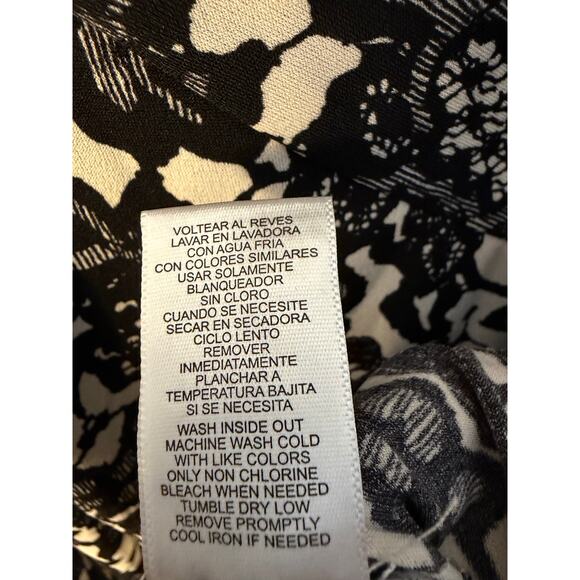 VOLTEAR AL REVES
LAVAR EN LAVADORA
CON AGUA FRIA
CON COLORES SIMILARES
USAR SOLAMENTE
BLANQUEADOR
SIN CLORO
CUANDO SE NECESITE
SECAR EN SECADORA
CICLO LENTO
REMOVER
INMEDIATAMENTE
PLANCHAR A
TEMPERATURA BAJITA
SI SE NECESITA
WASH INSIDE OUT
MACHINE WASH COLD
WITH LIKE COLORS
ONLY NON CHLORINE
BLEACH WHEN NEEDED
TUMBLE DRY LOW
REMOVE PROMPTLY
COOL IRON IF NEEDED